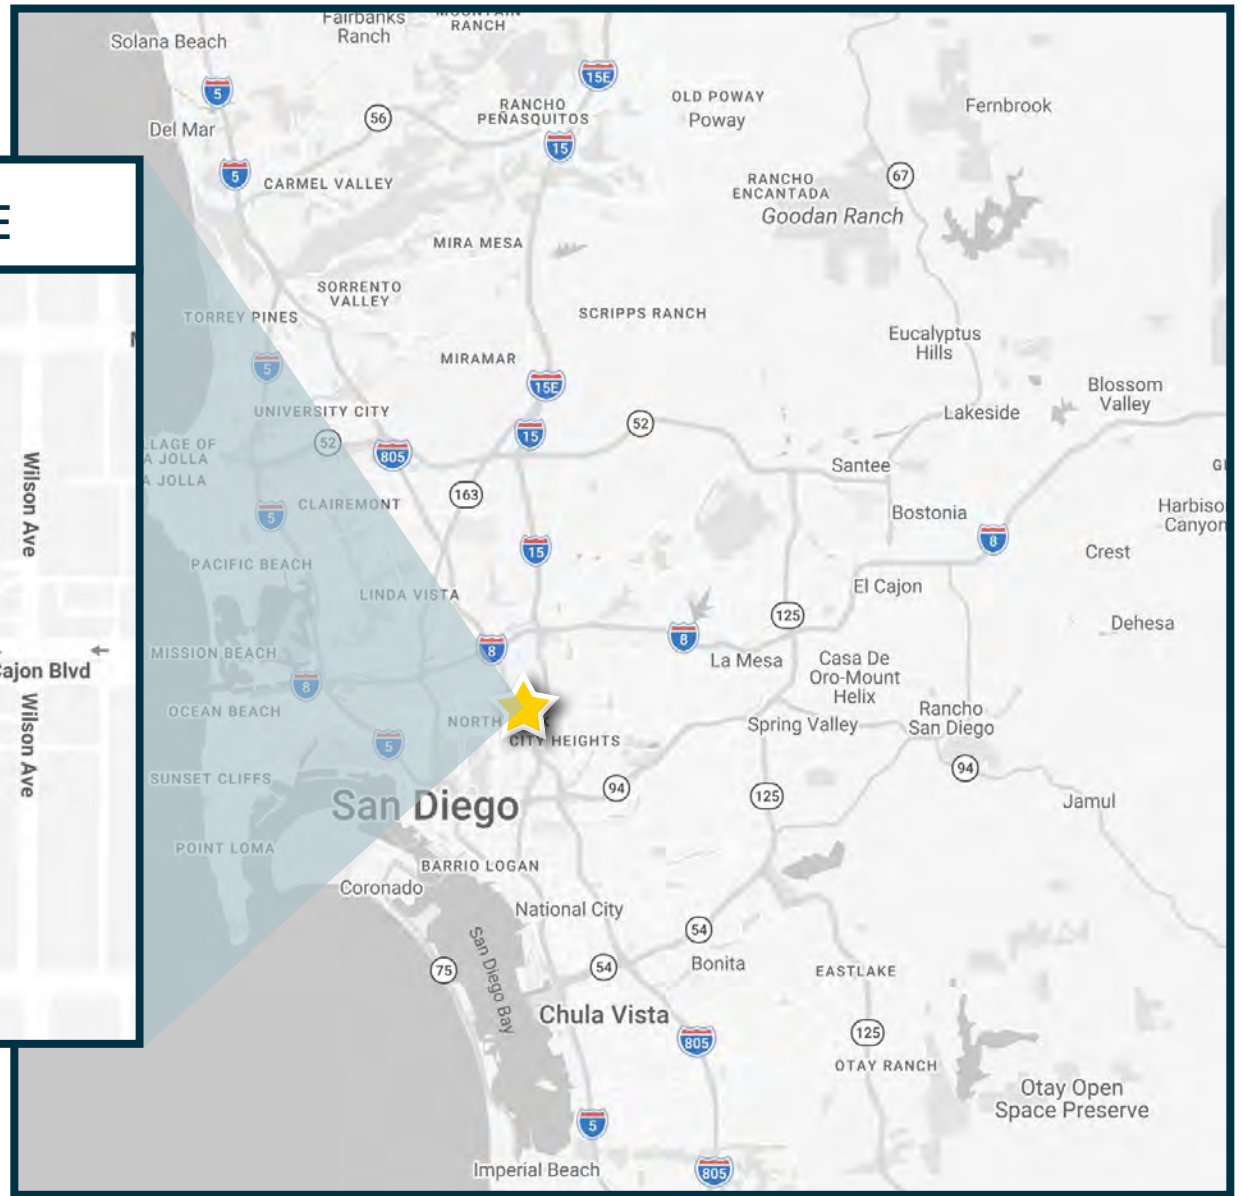 Fairbanks
Ranch
MOUNTAIN
RANCH
Solana Beach
15E
5
OLD POWAY
Poway
RANCHO
PEÑASQUITOS
Fernbrook
56
Del Mar
15
5
CARMEL VALLEY
RANCHO
ENCANTADA
67
Goodan Ranch
E
MIRA MESA
SORRENTO
VALLEY
TORREY PINES
SCRIPPS RANCH
Eucalyptus
Hills
MIRAMAR
5
15E
Blossom
Valley
UNIVERSITY CITY
Lakeside
52
15
52
LLAGE OF
A JOLLA
A JOLLA
805
Santee
163
CLAIREMONT
Bostonia
Harbiso
Canyon
Wilson Ave
5
8
15
Crest
PACIFIC BEACH
El Cajon
LINDA VISTA
125
Dehesa
8
8
MISSION BEACH
La Mesa
Casa De
Oro-Mount
Helix
Cajon Blvd
8
OCEAN BEACH
NORTH
Rancho
San Diego
Spring Valley
Wilson Ave
5
CITY HEIGHTS
94
SUNSET CLIFFS
94
125
San Diego
Jamul
POINT LOMA
BARRIO LOGAN
Coronado
National City
54
San Diego Bay
75
54
Bonita
EASTLAKE
Chula Vista
805
125
OTAY RANCH
Otay Open
Space Preserve
5
Imperial Beach
805